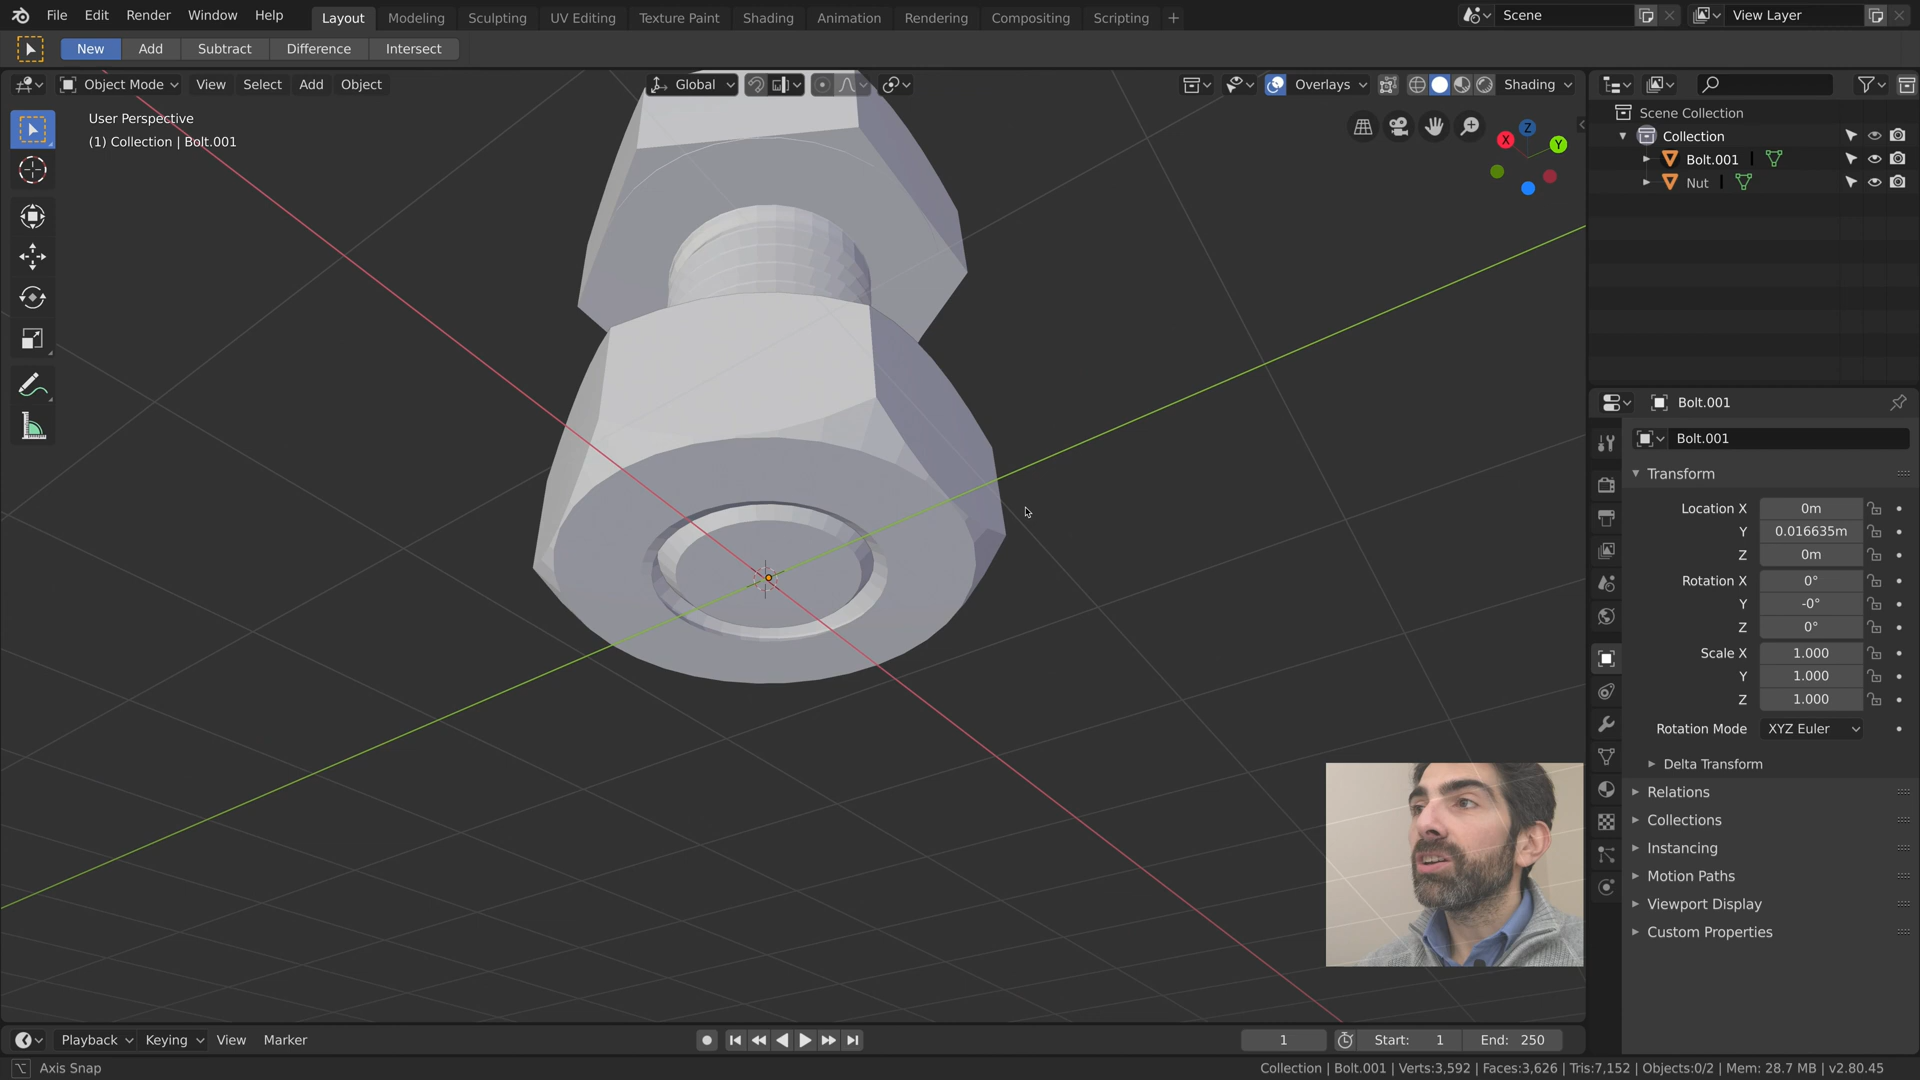 File Edit Render Window Help Layout Modeling Sculpting UV Editing Texture Paint Shading Animation Rendering Compositing Scripting + Scene View Layer
New Add Subtract Difference Intersect
Object Mode View Select Add Object Global Overlays Shading
User Perspective
(1) Collection | Bolt.001
X Y Z
Scene Collection
Collection
Bolt.001
Nut
Bolt.001
Bolt.001
Transform
Location X 0m
Y 0.016635m
Z 0m
Rotation X 0°
Y -0°
Z 0°
Scale X 1.000
Y 1.000
Z 1.000
Rotation Mode XYZ Euler
Delta Transform
Relations
Collections
Instancing
Motion Paths
Viewport Display
Custom Properties
Playback Keying View Marker 1 Start: 1 End: 250
Axis Snap Collection | Bolt.001 | Verts:3,592 | Faces:3,626 | Tris:7,152 | Objects:0/2 | Mem: 28.7 MB | v2.80.45